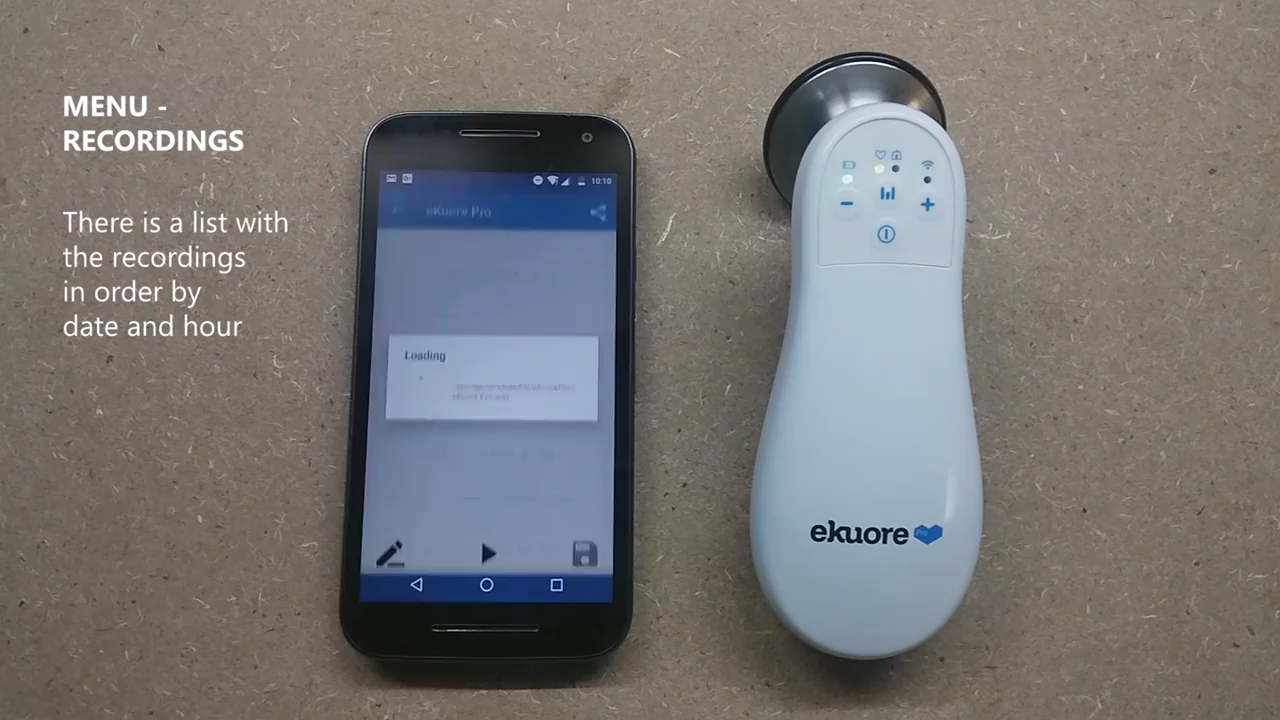 MENU -
RECORDINGS
There is a list with
the recordings
in order by
date and hour
10:10
eKuore Pro
Loading
ekuore